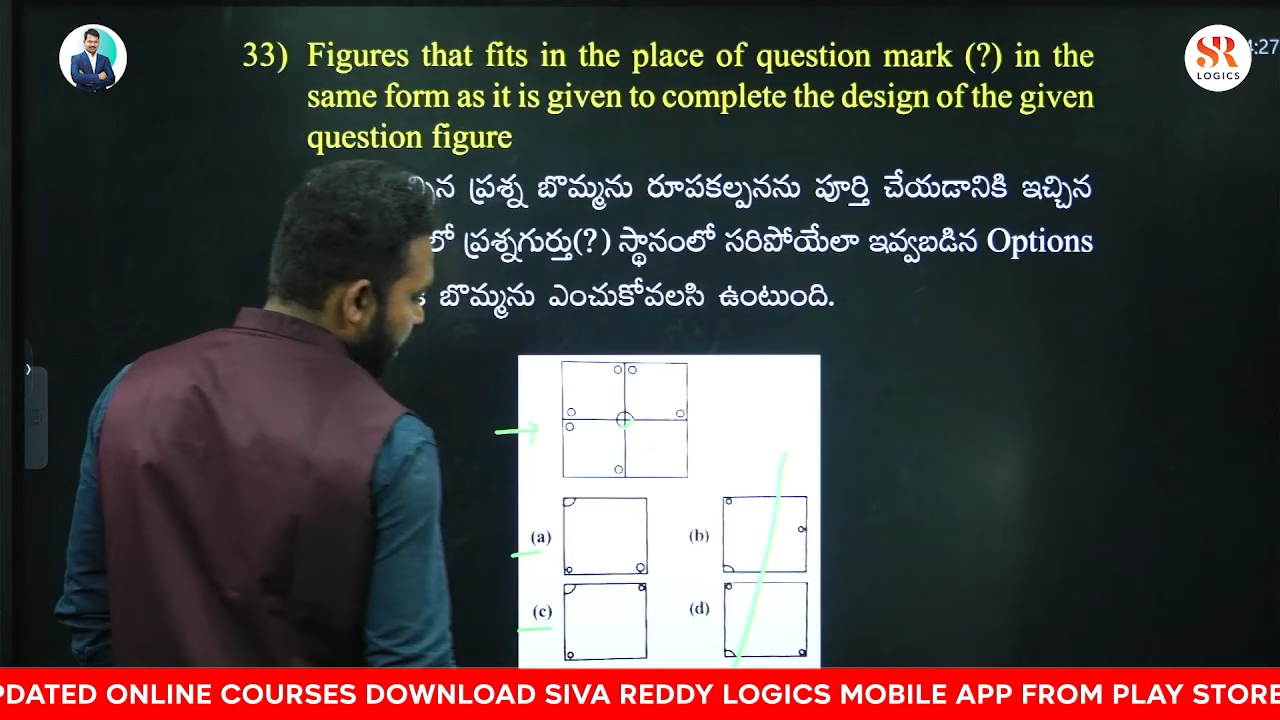 33) Figures that fits in the place of question mark (?) in the
same form as it is given to complete the design of the given
question figure
ప్రశ్న బొమ్మను రూపకల్పనను పూర్తి చేయడానికి ఇచ్చిన
ప్రశ్నగుర్తు(?) స్థానంలో సరిపోయేలా ఇవ్వబడిన Options
బొమ్మను ఎంచుకోవలసి ఉంటుంది.
SR
LOGICS
:27
(a)
(b)
(c)
(d)
PDATED ONLINE COURSES DOWNLOAD SIVA REDDY LOGICS MOBILE APP FROM PLAY STORE